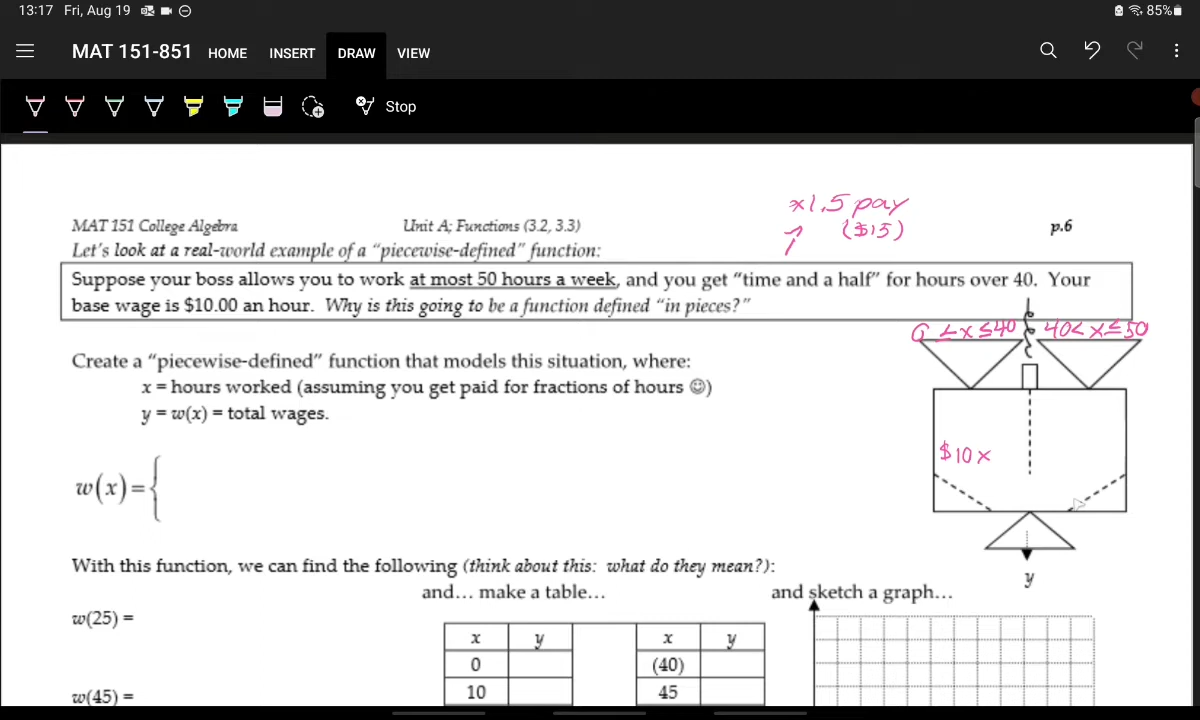 13:17 Fri, Aug 19 85%
MAT 151-851 HOME INSERT DRAW VIEW
Stop
×1.5 pay
($15)
MAT 151 College Algebra Unit A; Functions (3.2, 3.3) p.6
Let's look at a real-world example of a "piecewise-defined" function:
Suppose your boss allows you to work at most 50 hours a week, and you get "time and a half" for hours over 40. Your
base wage is $10.00 an hour. Why is this going to be a function defined "in pieces?"
0 ≤ x ≤ 40 40 < x ≤ 50
Create a "piecewise-defined" function that models this situation, where:
x = hours worked (assuming you get paid for fractions of hours ☺)
y = w(x) = total wages.
$10x
w(x)={
With this function, we can find the following (think about this: what do they mean?):
y
and… make a table… and sketch a graph…
w(25) =
x y x y
0 (40)
10 45
w(45) =